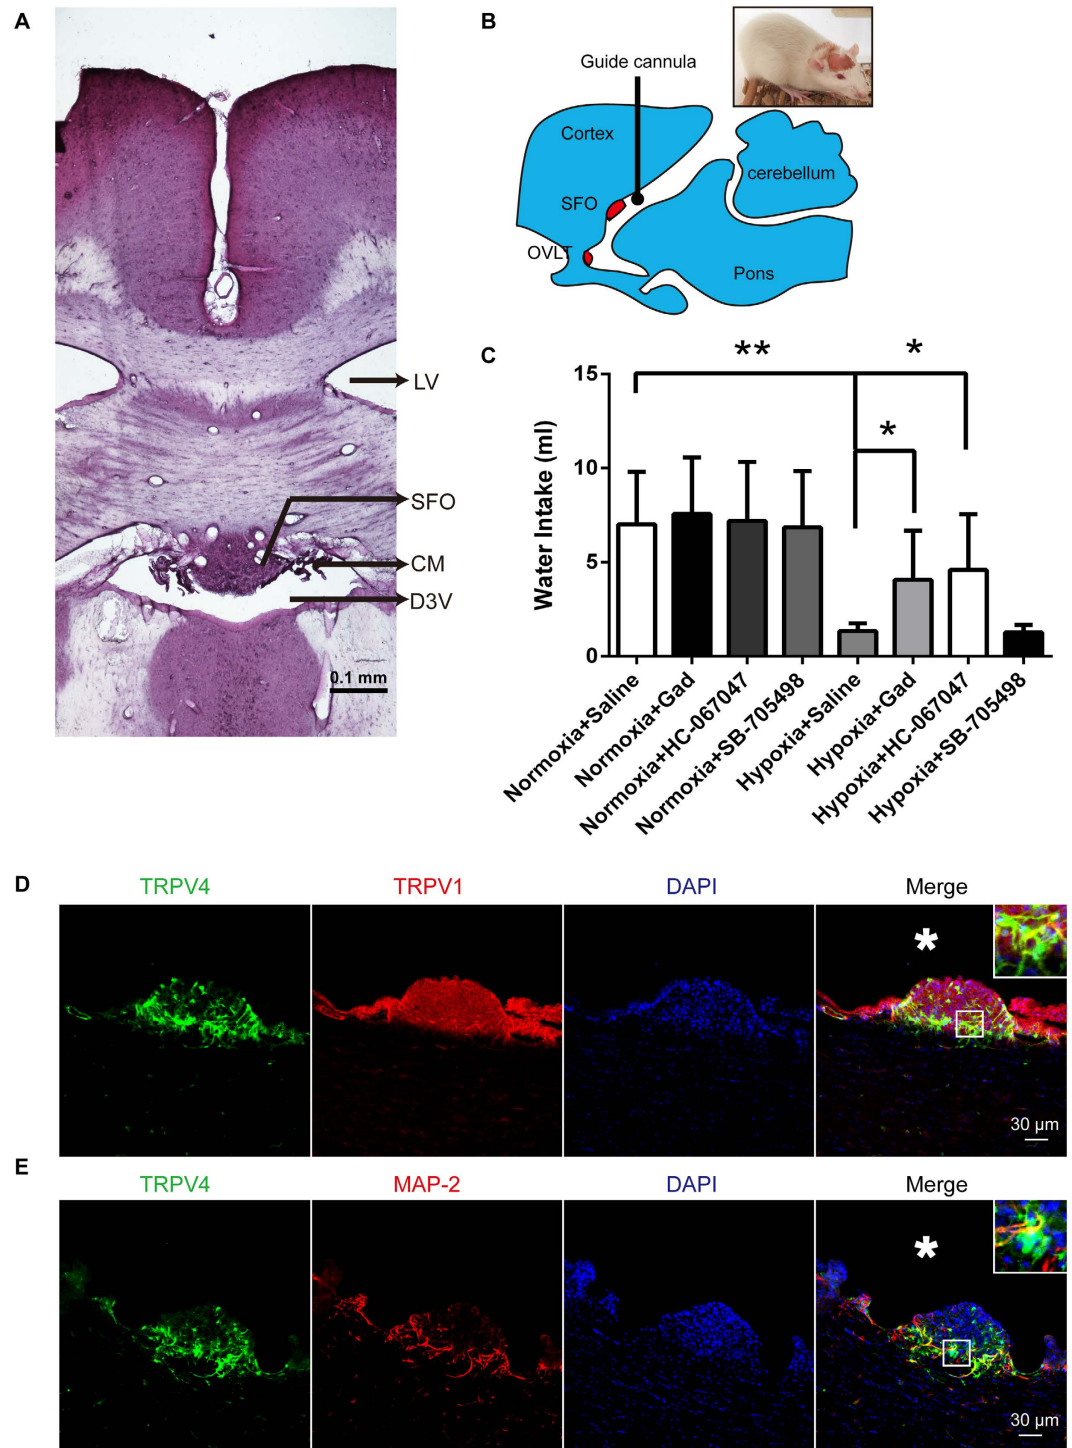 A
LV
SFO
CM
D3V
0.1 mm
B
Guide cannula
Cortex
SFO
OVLT
cerebellum
Pons
C
** *
*
Water Intake (ml)
15
10
5
0
Normoxia+Saline
Normoxia+Gad
Normoxia+HC-067047
Normoxia+SB-705498
Hypoxia+Saline
Hypoxia+Gad
Hypoxia+HC-067047
Hypoxia+SB-705498
D
TRPV4 TRPV1 DAPI Merge
*
30 µm
E
TRPV4 MAP-2 DAPI Merge
*
30 µm